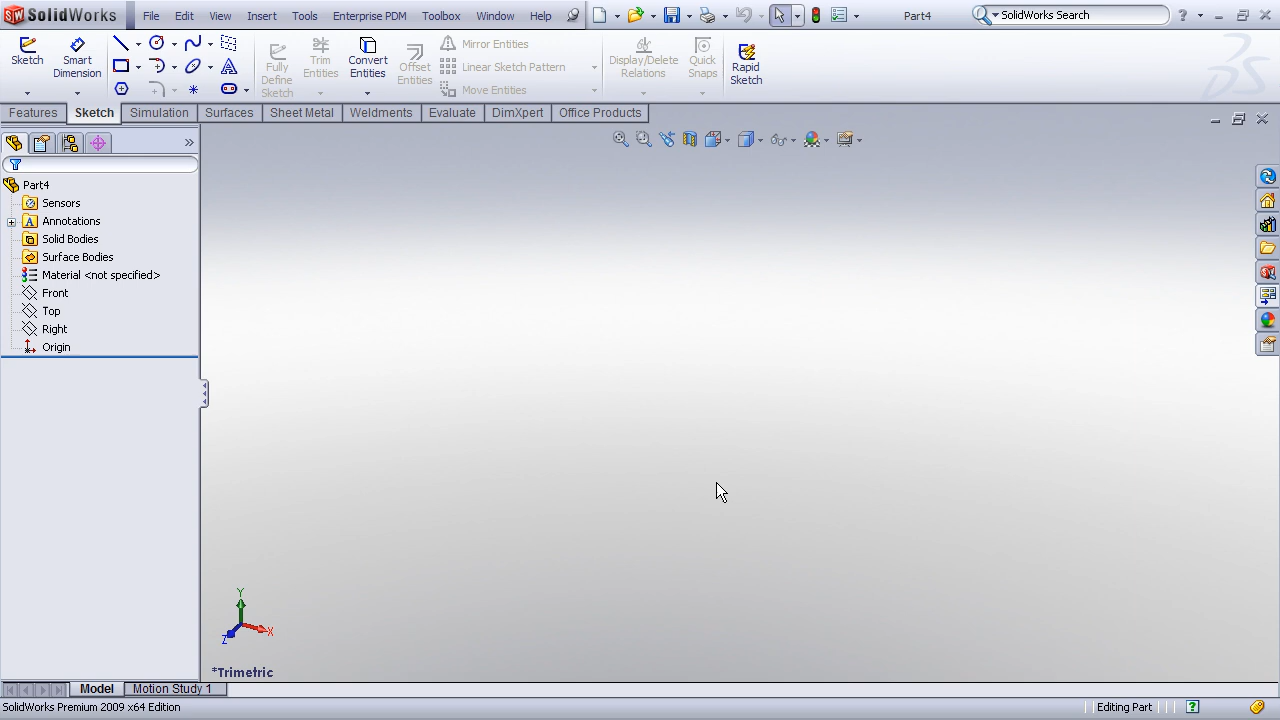 SolidWorks File Edit View Insert Tools Enterprise PDM Toolbox Window Help Part4 SolidWorks Search ?
Sketch Smart Dimension Fully Define Sketch Trim Entities Convert Entities Offset Entities Mirror Entities Linear Sketch Pattern Move Entities Display/Delete Relations Quick Snaps Rapid Sketch
Features Sketch Simulation Surfaces Sheet Metal Weldments Evaluate DimXpert Office Products
Part4
Sensors
Annotations
Solid Bodies
Surface Bodies
Material <not specified>
Front
Top
Right
Origin
Y
X
Z
*Trimetric
Model Motion Study 1
SolidWorks Premium 2009 x64 Edition Editing Part ?